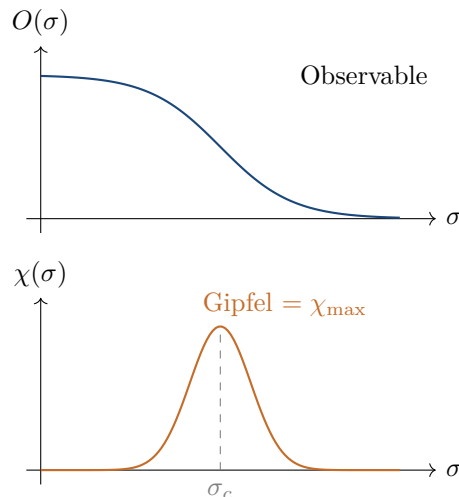 O(σ)
Observable
σ
χ(σ)
Gipfel = χ_max
σ
σ_c